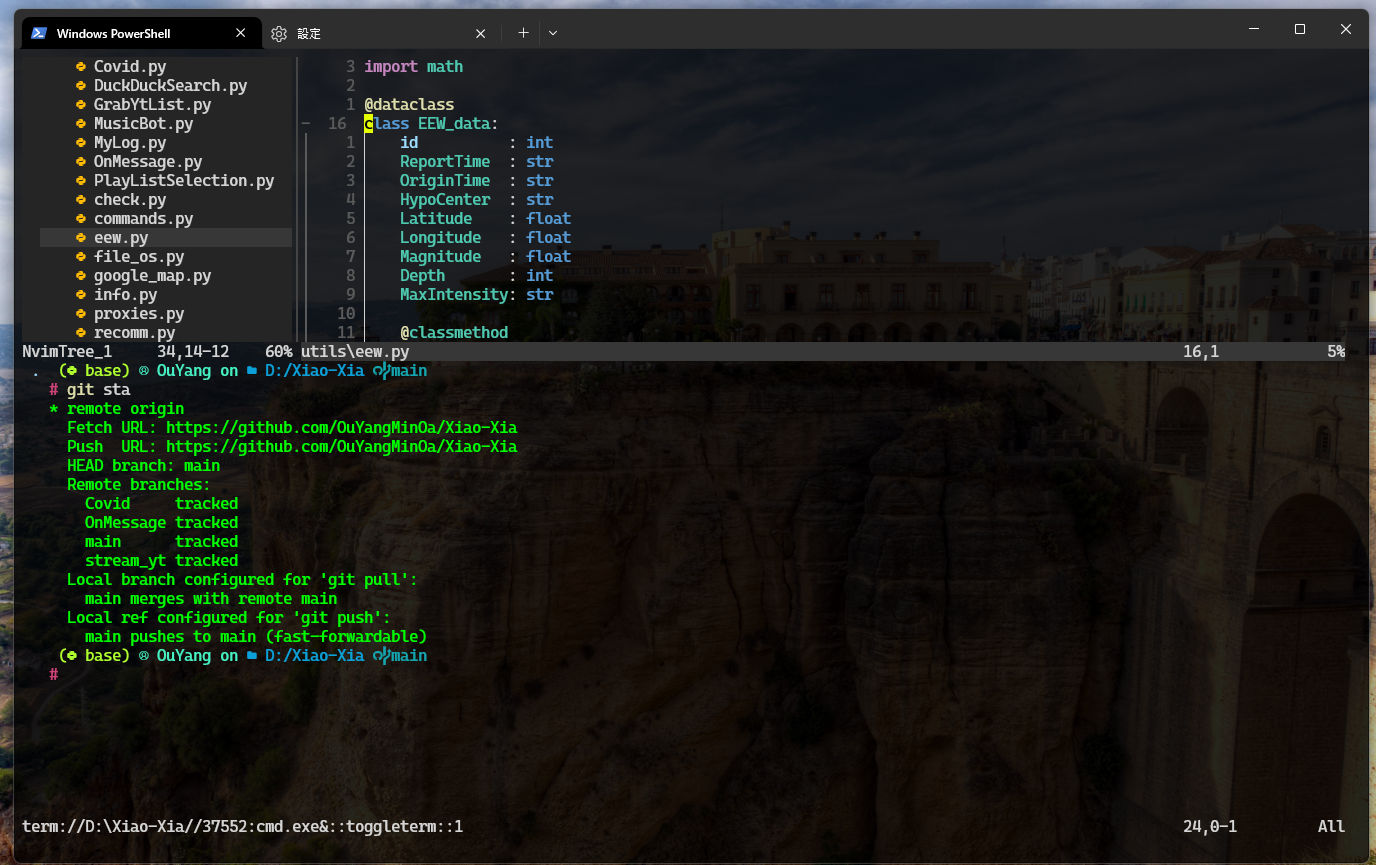 Windows PowerShell
設定
Covid.py
DuckDuckSearch.py
GrabYtList.py
MusicBot.py
MyLog.py
OnMessage.py
PlayListSelection.py
check.py
commands.py
eew.py
file_os.py
google_map.py
info.py
proxies.py
recomm.py
3 import math
2
1 @dataclass
- 16 class EEW_data:
1 id : int
2 ReportTime : str
3 OriginTime : str
4 HypoCenter : str
5 Latitude : float
6 Longitude : float
7 Magnitude : float
8 Depth : int
9 MaxIntensity: str
10
11 @classmethod
NvimTree_1 34,14-12 60% utils\eew.py 16,1 5%
. ( base) OuYang on D:/Xiao-Xia main
# git sta
* remote origin
Fetch URL: https://github.com/OuYangMinOa/Xiao-Xia
Push URL: https://github.com/OuYangMinOa/Xiao-Xia
HEAD branch: main
Remote branches:
Covid tracked
OnMessage tracked
main tracked
stream_yt tracked
Local branch configured for 'git pull':
main merges with remote main
Local ref configured for 'git push':
main pushes to main (fast-forwardable)
( base) OuYang on D:/Xiao-Xia main
#
term://D:\Xiao-Xia//37552:cmd.exe&::toggleterm::1 24,0-1 All